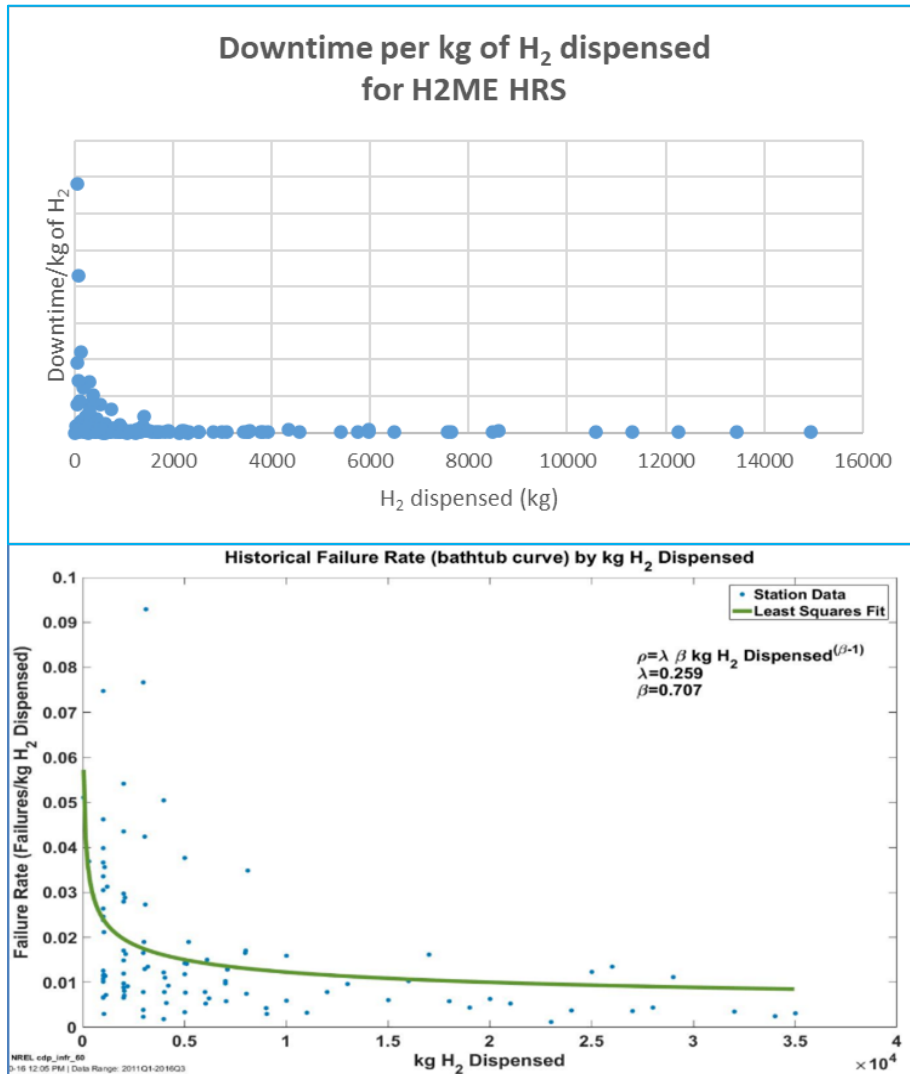 Downtime per kg of H₂ dispensed
for H2ME HRS
Downtime/kg of H₂
0 2000 4000 6000 8000 10000 12000 14000 16000
H₂ dispensed (kg)
Historical Failure Rate (bathtub curve) by kg H₂ Dispensed
0.1
0.09
0.08
0.07
0.06
0.05
0.04
0.03
0.02
0.01
0
Failure Rate (Failures/kg H₂ Dispensed)
Station Data
Least Squares Fit
ρ=λ β kg H₂ Dispensed^(β-1)
λ=0.259
β=0.707
0 0.5 1 1.5 2 2.5 3 3.5 4
kg H₂ Dispensed
×10⁴
NREL cdp_infr_60
-16 12:05 PM | Data Range: 2011Q1-2016Q3